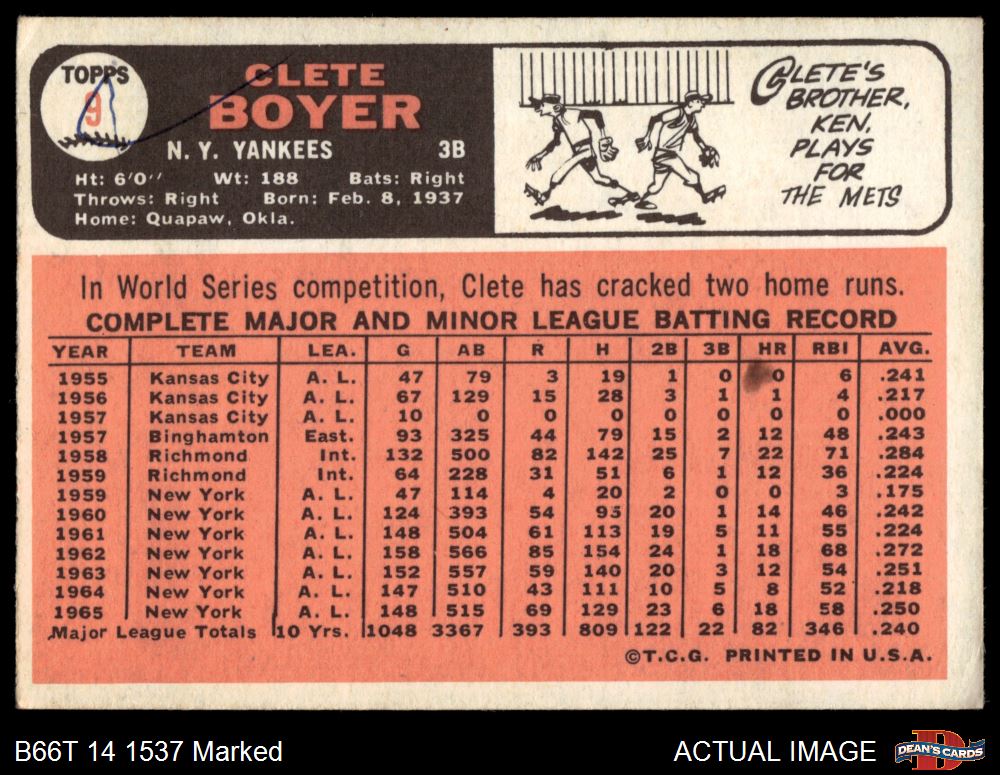 TOPPS
9
CLETE
BOYER
N. Y. YANKEES 3B
Ht: 6'0" Wt: 188 Bats: Right
Throws: Right Born: Feb. 8, 1937
Home: Quapaw, Okla.
CLETE'S
BROTHER,
KEN,
PLAYS
FOR
THE METS
In World Series competition, Clete has cracked two home runs.
COMPLETE MAJOR AND MINOR LEAGUE BATTING RECORD
YEAR TEAM LEA. G AB R H 2B 3B HR RBI AVG.
1955 Kansas City A. L. 47 79 3 19 1 0 0 6 .241
1956 Kansas City A. L. 67 129 15 28 3 1 1 4 .217
1957 Kansas City A. L. 10 0 0 0 0 0 0 0 .000
1957 Binghamton East. 93 325 44 79 15 2 12 48 .243
1958 Richmond Int. 132 500 82 142 25 7 22 71 .284
1959 Richmond Int. 64 228 31 51 6 1 12 36 .224
1959 New York A. L. 47 114 4 20 2 0 0 3 .175
1960 New York A. L. 124 393 54 95 20 1 14 46 .242
1961 New York A. L. 148 504 61 113 19 5 11 55 .224
1962 New York A. L. 158 566 85 154 24 1 18 68 .272
1963 New York A. L. 152 557 59 140 20 3 12 54 .251
1964 New York A. L. 147 510 43 111 10 5 8 52 .218
1965 New York A. L. 148 515 69 129 23 6 18 58 .250
Major League Totals 10 Yrs. 1048 3367 393 809 122 22 82 346 .240
©T.C.G. PRINTED IN U.S.A.
B66T 14 1537 Marked
ACTUAL IMAGE
DEAN'S CARDS